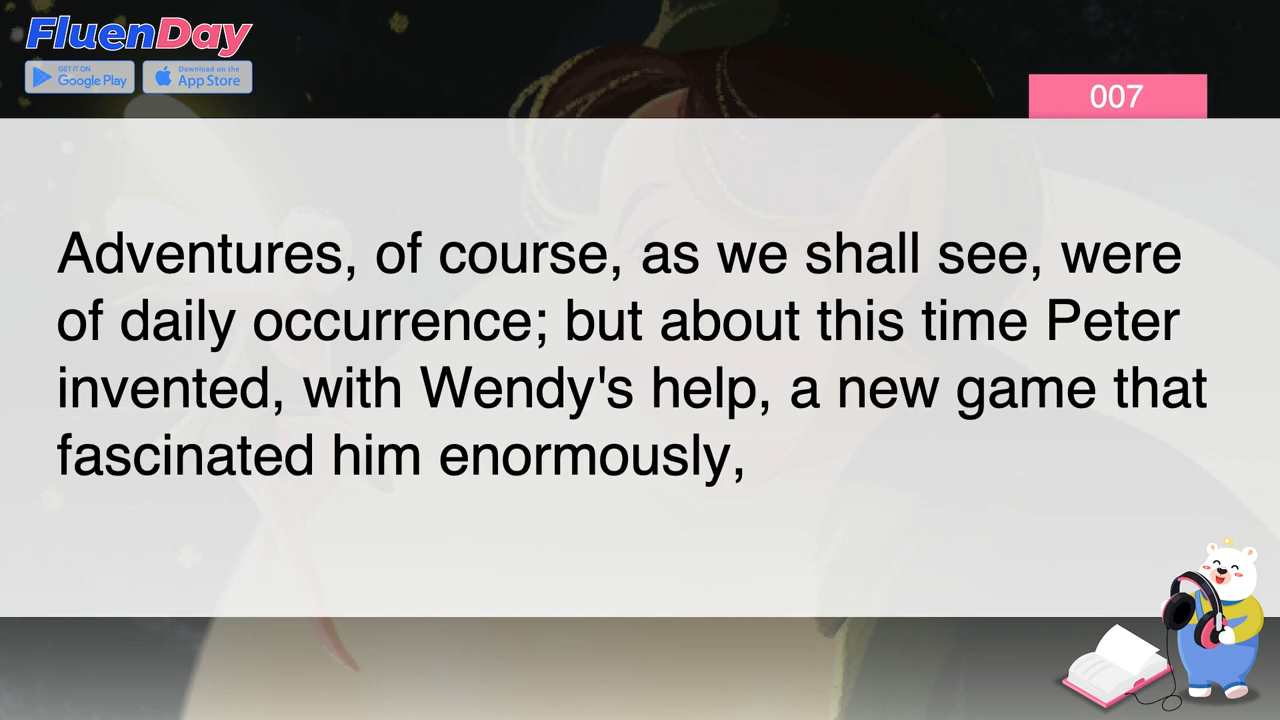 FluenDay
GET IT ON
Google Play
Download on the
App Store
007
Adventures, of course, as we shall see, were
of daily occurrence; but about this time Peter
invented, with Wendy's help, a new game that
fascinated him enormously,